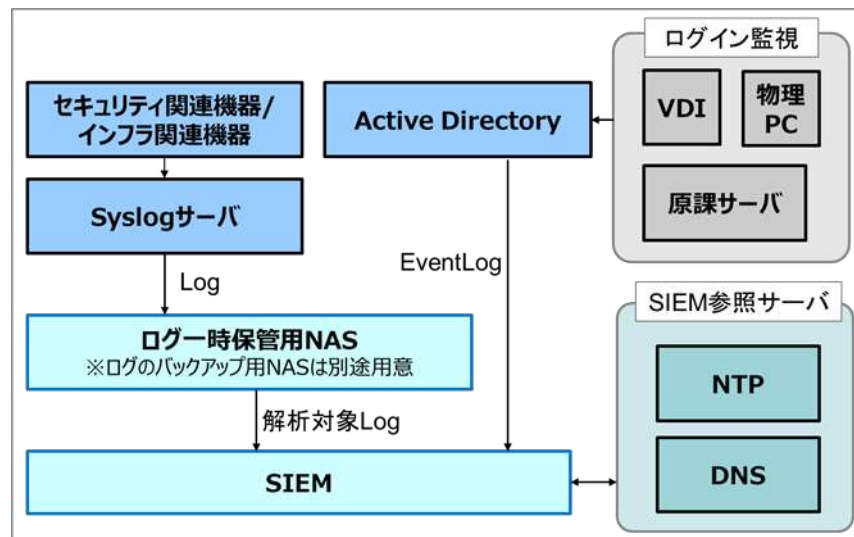 ログイン監視
セキュリティ関連機器/
インフラ関連機器
Active Directory
VDI
物理
PC
原課サーバ
Syslogサーバ
Log
EventLog
ログ一時保管用NAS
※ログのバックアップ用NASは別途用意
解析対象Log
SIEM
SIEM参照サーバ
NTP
DNS